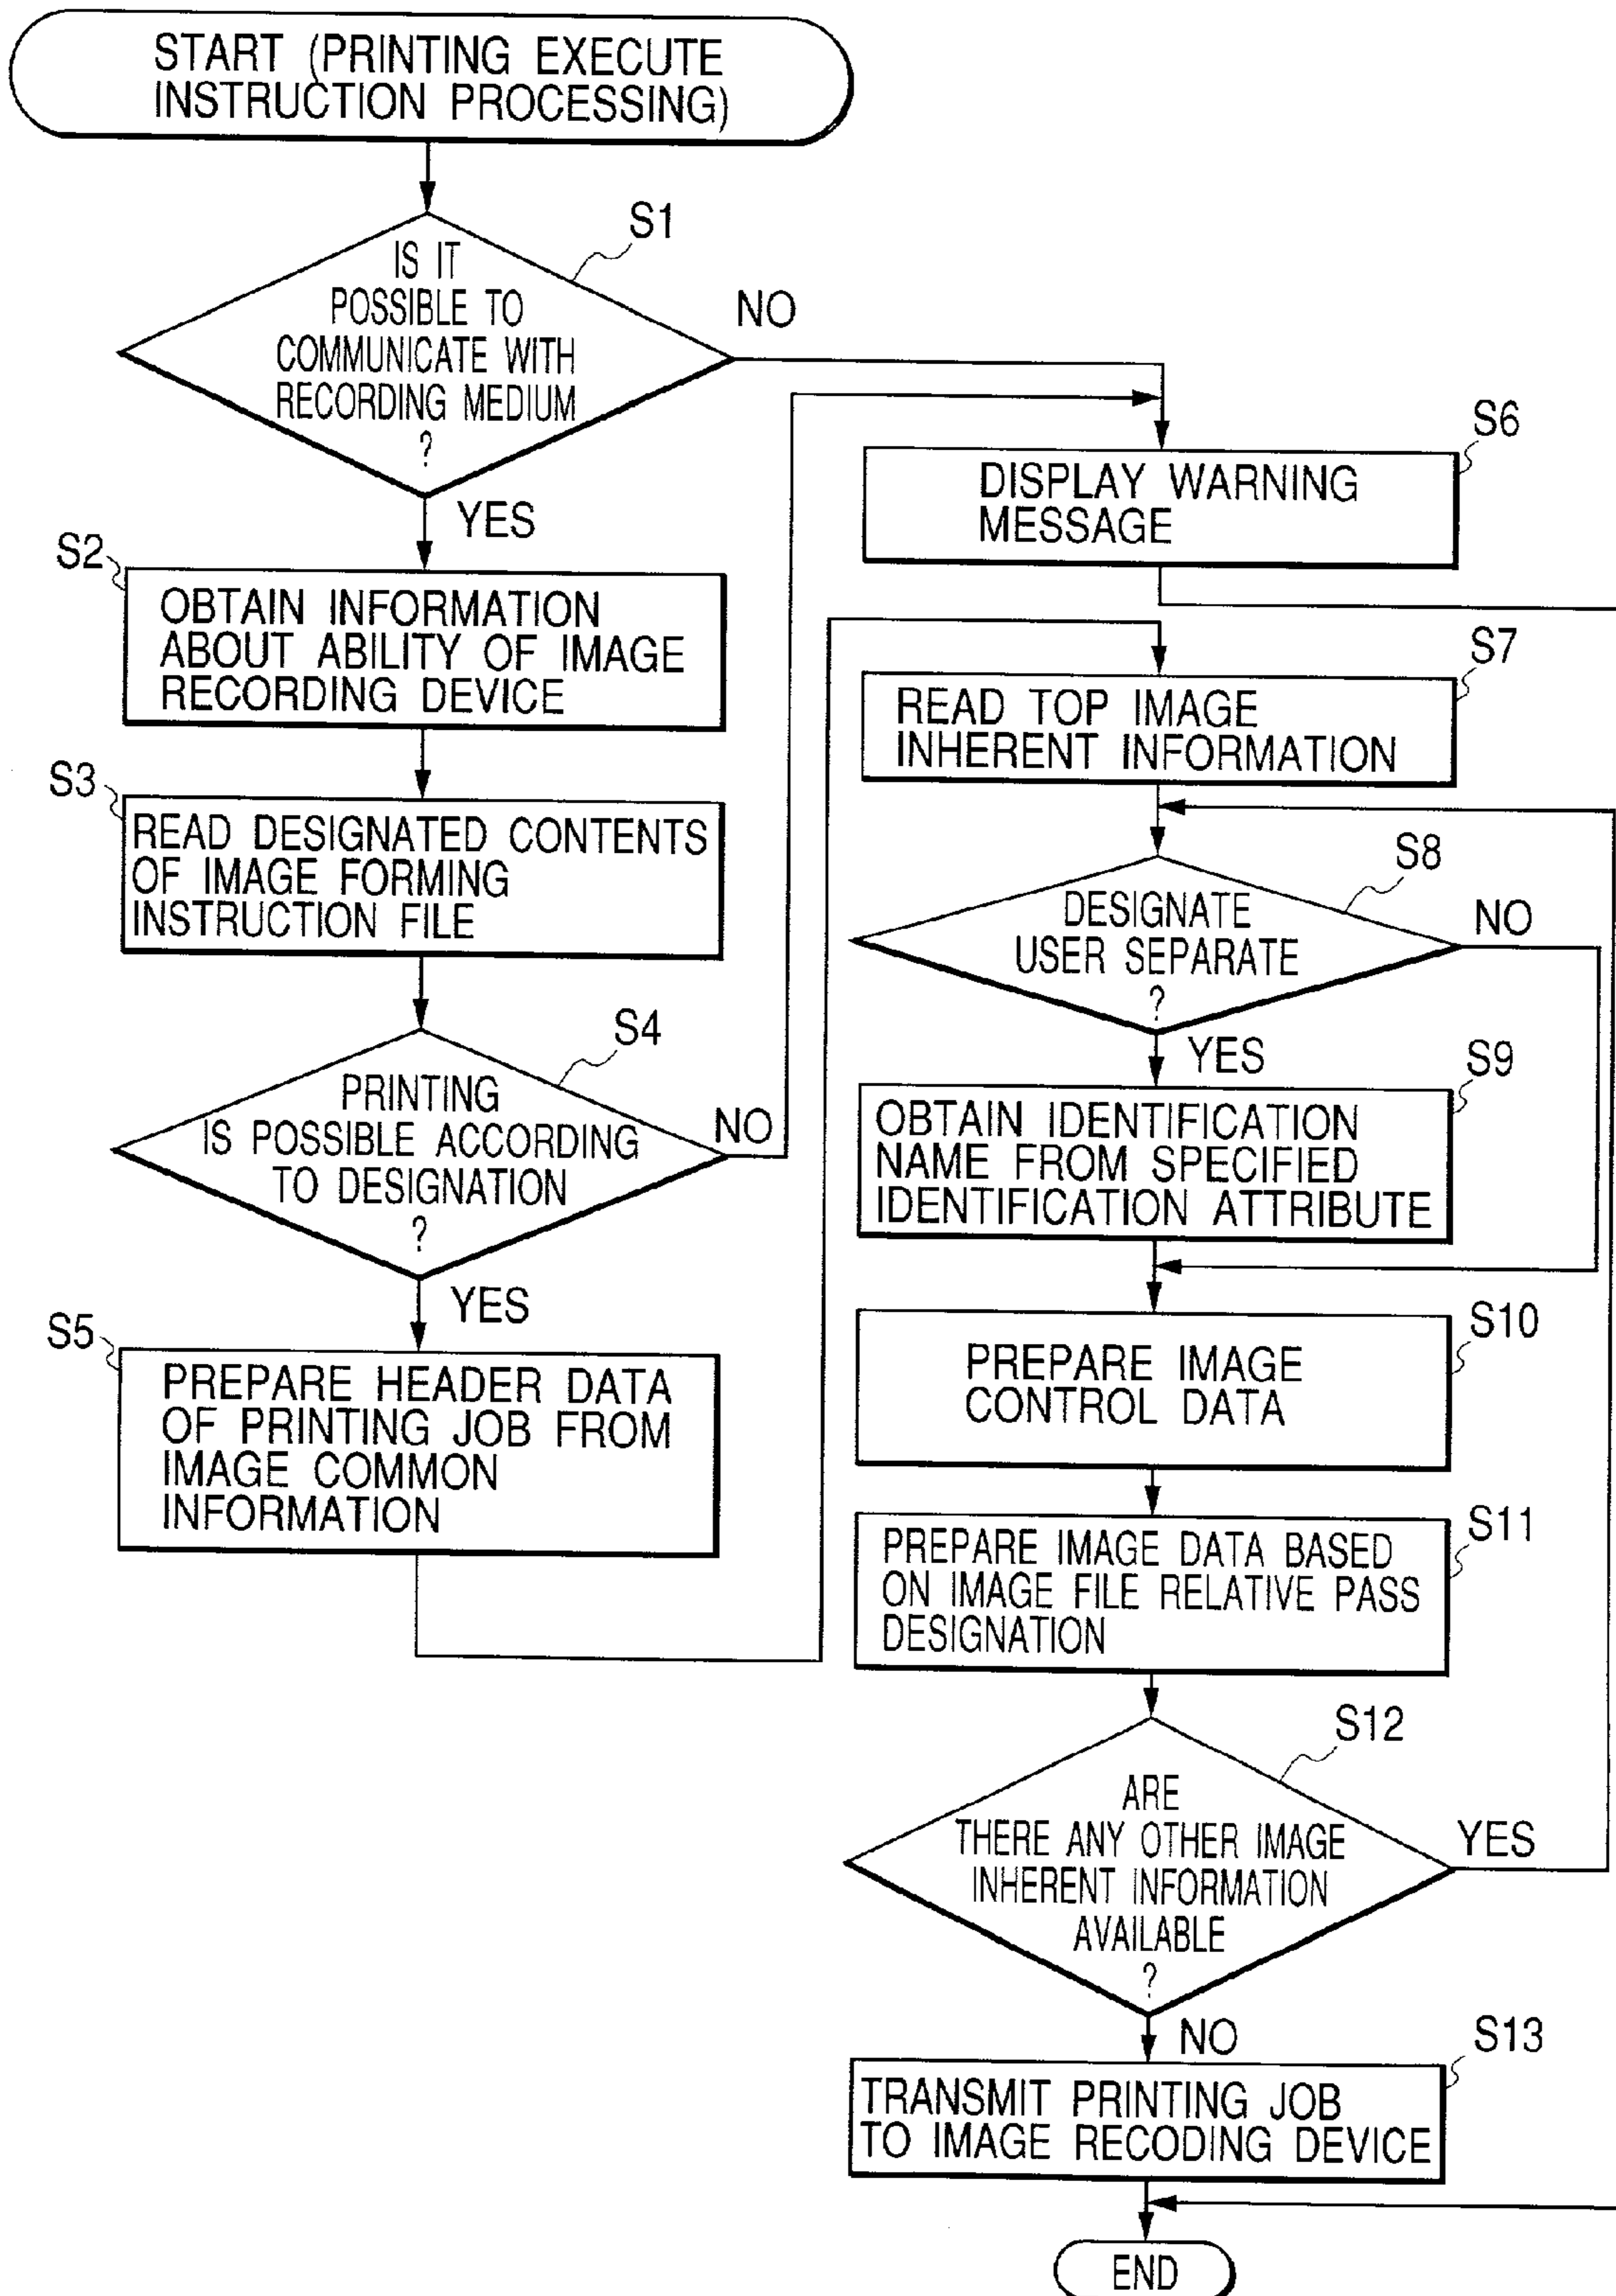 START (PRINTING EXECUTE
INSTRUCTION PROCESSING)
S1
IS IT
POSSIBLE TO
COMMUNICATE WITH
RECORDING MEDIUM
?
NO
YES
S2
OBTAIN INFORMATION
ABOUT ABILITY OF IMAGE
RECORDING DEVICE
S3
READ DESIGNATED CONTENTS
OF IMAGE FORMING
INSTRUCTION FILE
S4
PRINTING
IS POSSIBLE ACCORDING
TO DESIGNATION
?
NO
YES
S5
PREPARE HEADER DATA
OF PRINTING JOB FROM
IMAGE COMMON
INFORMATION
S6
DISPLAY WARNING
MESSAGE
S7
READ TOP IMAGE
INHERENT INFORMATION
S8
DESIGNATE
USER SEPARATE
?
NO
YES
S9
OBTAIN IDENTIFICATION
NAME FROM SPECIFIED
IDENTIFICATION ATTRIBUTE
S10
PREPARE IMAGE
CONTROL DATA
S11
PREPARE IMAGE DATA BASED
ON IMAGE FILE RELATIVE PASS
DESIGNATION
S12
ARE
THERE ANY OTHER IMAGE
INHERENT INFORMATION
AVAILABLE
?
YES
NO
S13
TRANSMIT PRINTING JOB
TO IMAGE RECODING DEVICE
END